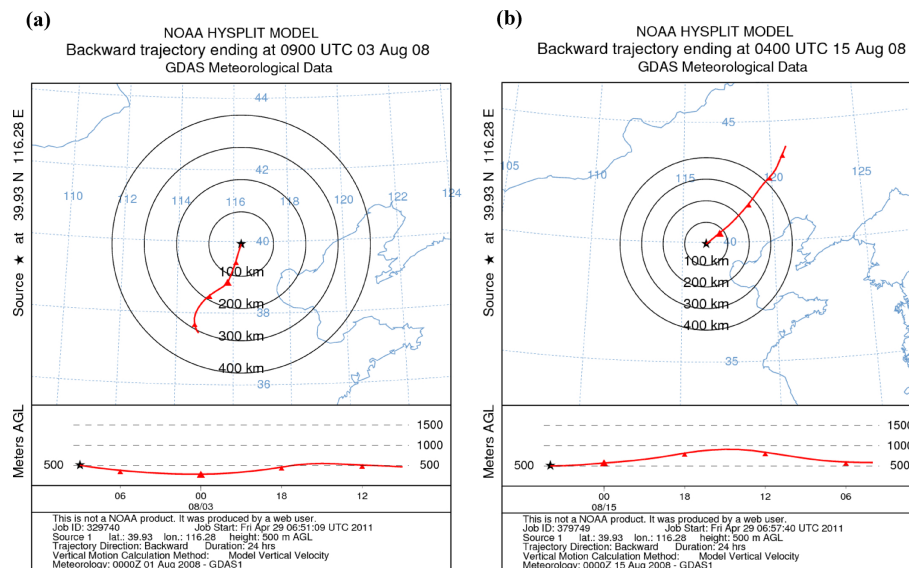 (a)
NOAA HYSPLIT MODEL
Backward trajectory ending at 0900 UTC 03 Aug 08
GDAS Meteorological Data
Source ★ at 39.93 N 116.28 E
44
42
110
112
114
116
118
120
122
124
40
38
36
100 km
200 km
300 km
400 km
Meters AGL
1500
1000
500
500
06
00
18
12
08/03
This is not a NOAA product. It was produced by a web user.
Job ID: 329740 Job Start: Fri Apr 29 06:51:09 UTC 2011
Source 1 lat.: 39.93 lon.: 116.28 height: 500 m AGL
Trajectory Direction: Backward Duration: 24 hrs
Vertical Motion Calculation Method: Model Vertical Velocity
Meteorology: 0000Z 01 Aug 2008 - GDAS1
(b)
NOAA HYSPLIT MODEL
Backward trajectory ending at 0400 UTC 15 Aug 08
GDAS Meteorological Data
Source ★ at 39.93 N 116.28 E
45
105
110
115
120
125
40
35
100 km
200 km
300 km
400 km
Meters AGL
1500
1000
500
500
00
18
12
06
08/15
This is not a NOAA product. It was produced by a web user.
Job ID: 379749 Job Start: Fri Apr 29 06:57:40 UTC 2011
Source 1 lat.: 39.93 lon.: 116.28 height: 500 m AGL
Trajectory Direction: Backward Duration: 24 hrs
Vertical Motion Calculation Method: Model Vertical Velocity
Meteorology: 0000Z 15 Aug 2008 - GDAS1